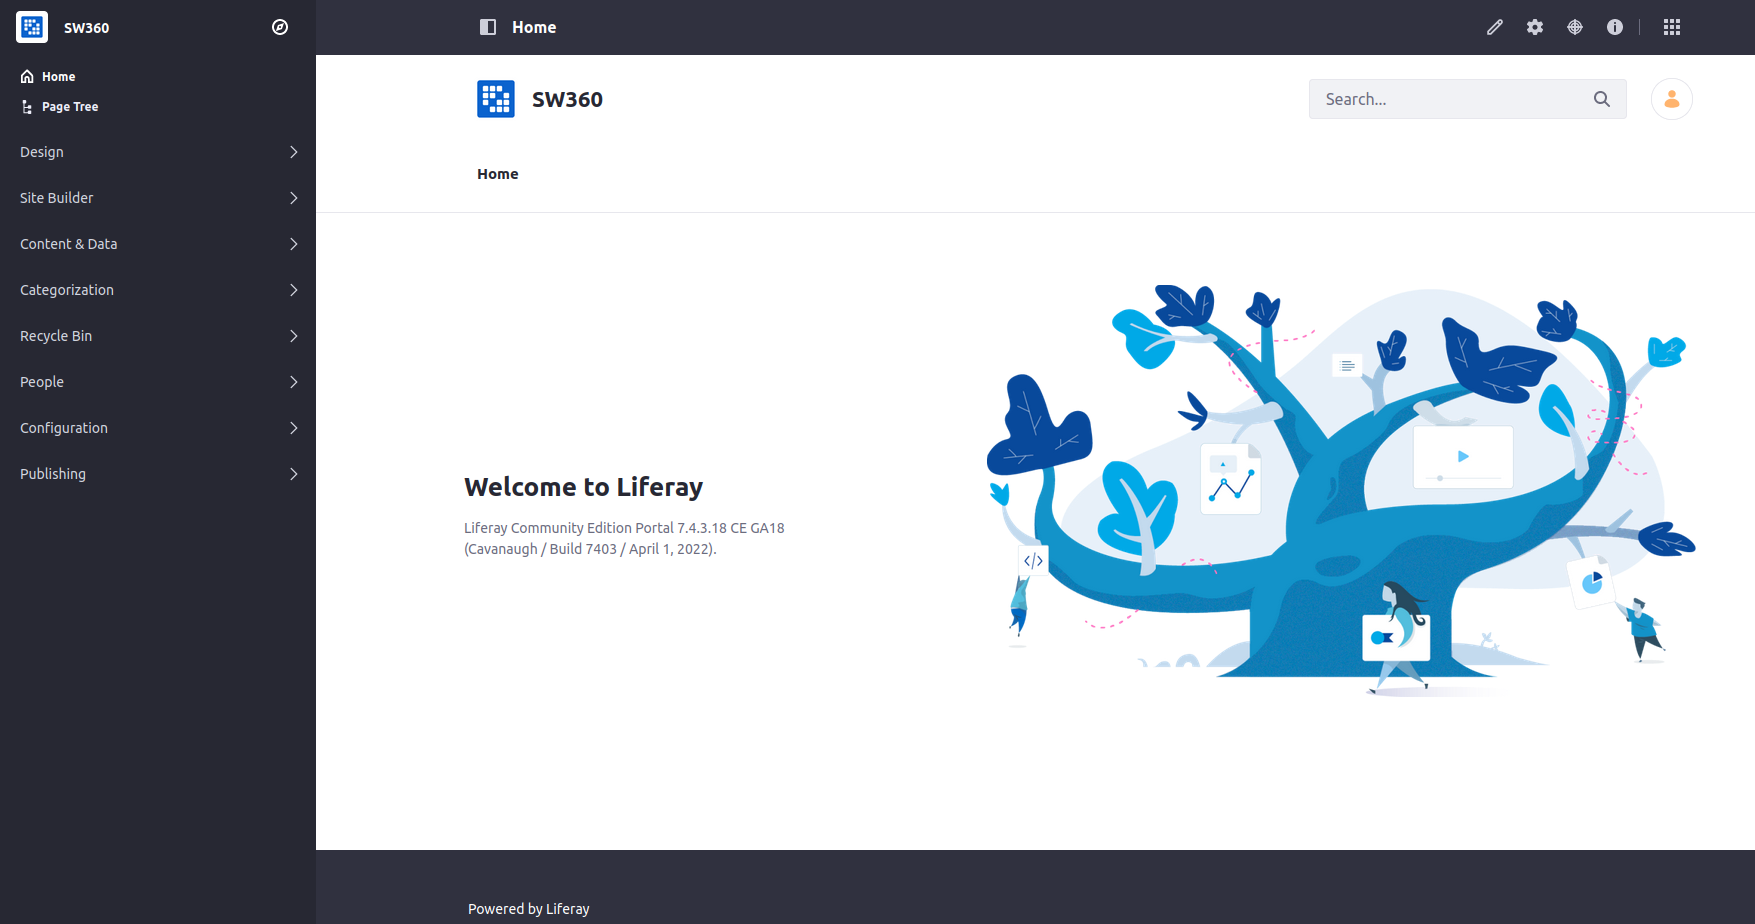 SW360
Home
Page Tree
Design
Site Builder
Content & Data
Categorization
Recycle Bin
People
Configuration
Publishing
Home
SW360
Search...
Home
Welcome to Liferay
Liferay Community Edition Portal 7.4.3.18 CE GA18
(Cavanaugh / Build 7403 / April 1, 2022).
Powered by Liferay